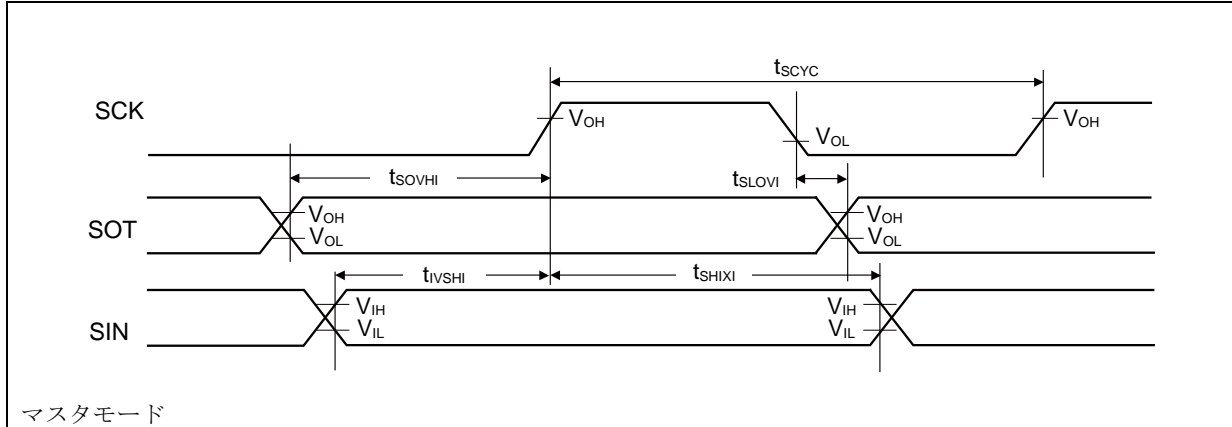 tSCYC
SCK
VOH
VOL
VOH
tSOVHI
tSLOVI
SOT
VOH
VOL
VOH
VOL
tIVSHI
tSHIXI
SIN
VIH
VIL
VIH
VIL
マスタモード